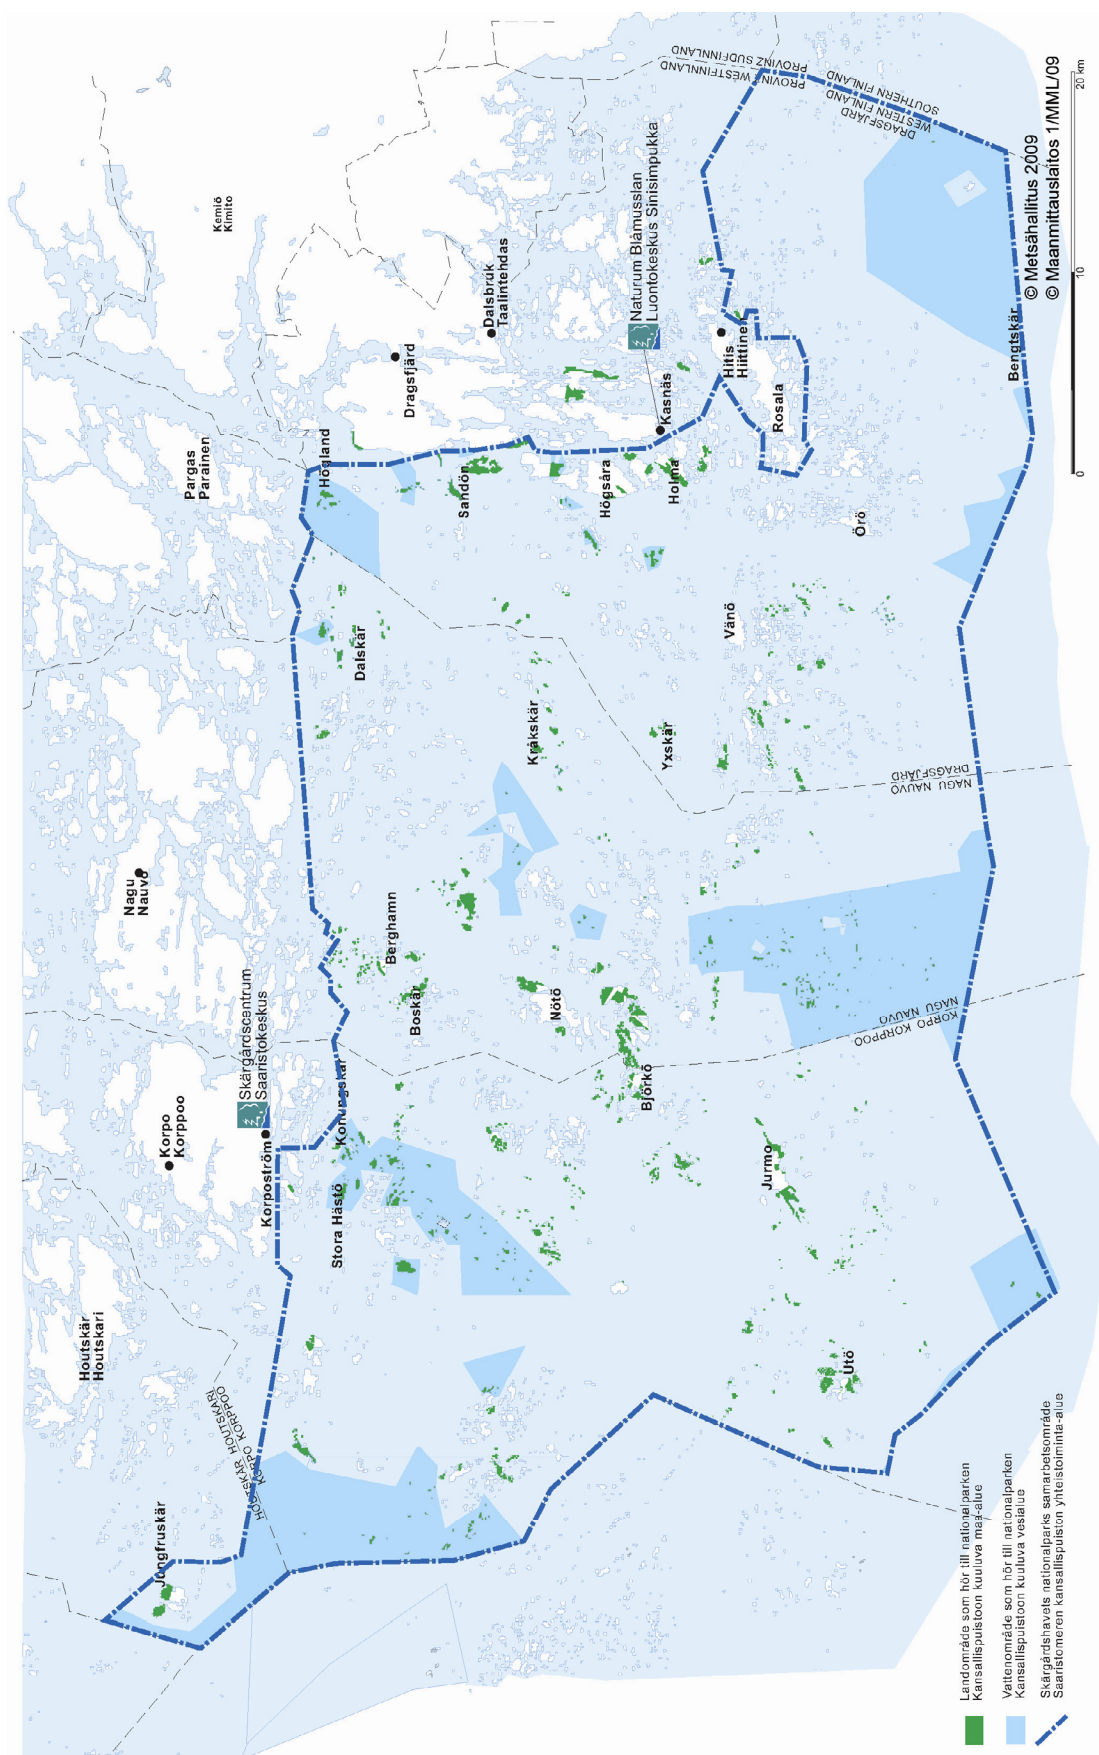 Houtskär
Houtskari
Korpo
Korppoo
Nagu
Nauvo
Pargas
Parainen
Kemiö
Kimito
Jungfruskär
HOUTSKÄR HOUTSKARI
KORPO KORPPOO
Korpoström
Skärgårdscentrum
Saaristokeskus
Stora Hästö
Konungskär
Boskär
Berghamn
Dalskär
Högland
Dragsfjärd
Dalsbruk
Taalintehdas
Sandön
Kråkskär
Nötö
Björkö
Högsåra
Holma
Kasnäs
Naturum Blåmusslan
Luontokeskus Sinisimpukka
Yxskär
Vänö
Hitis
Hiittinen
Rosala
Örö
Jurmo
Utö
Bengtskär
PROVINZ WESTFINNLAND
PROVINZ SÜDFINNLAND
DRAGSFJÄRD
WESTERN FINLAND
SOUTHERN FINLAND
NAGU NAUVO
DRAGSFJÄRD
NAGU NAUVO
KORPO KORPPOO
Landområde som hör till nationalparken
Kansallispuistoon kuuluva maa-alue
Vattenområde som hör till nationalparken
Kansallispuistoon kuuluva vesialue
Skärgårdshavets nationalparks samarbetsområde
Saaristomeren kansallispuiston yhteistoiminta-alue
© Metsähallitus 2009
© Maanmittauslaitos 1/MML/09
0 10 20 km